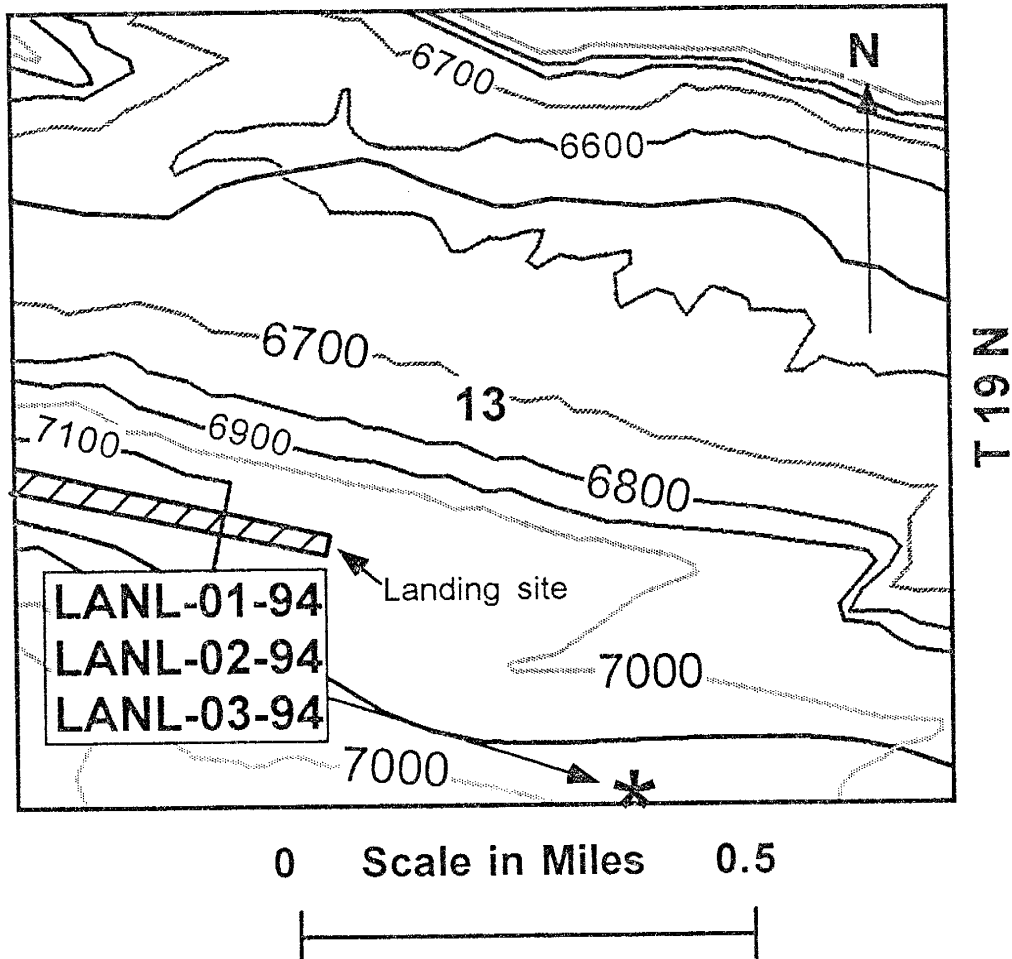 N
6700
6600
T 19 N
6700
13
7100
6900
6800
Landing site
LANL-01-94
LANL-02-94
LANL-03-94
7000
7000
*
0 Scale in Miles 0.5